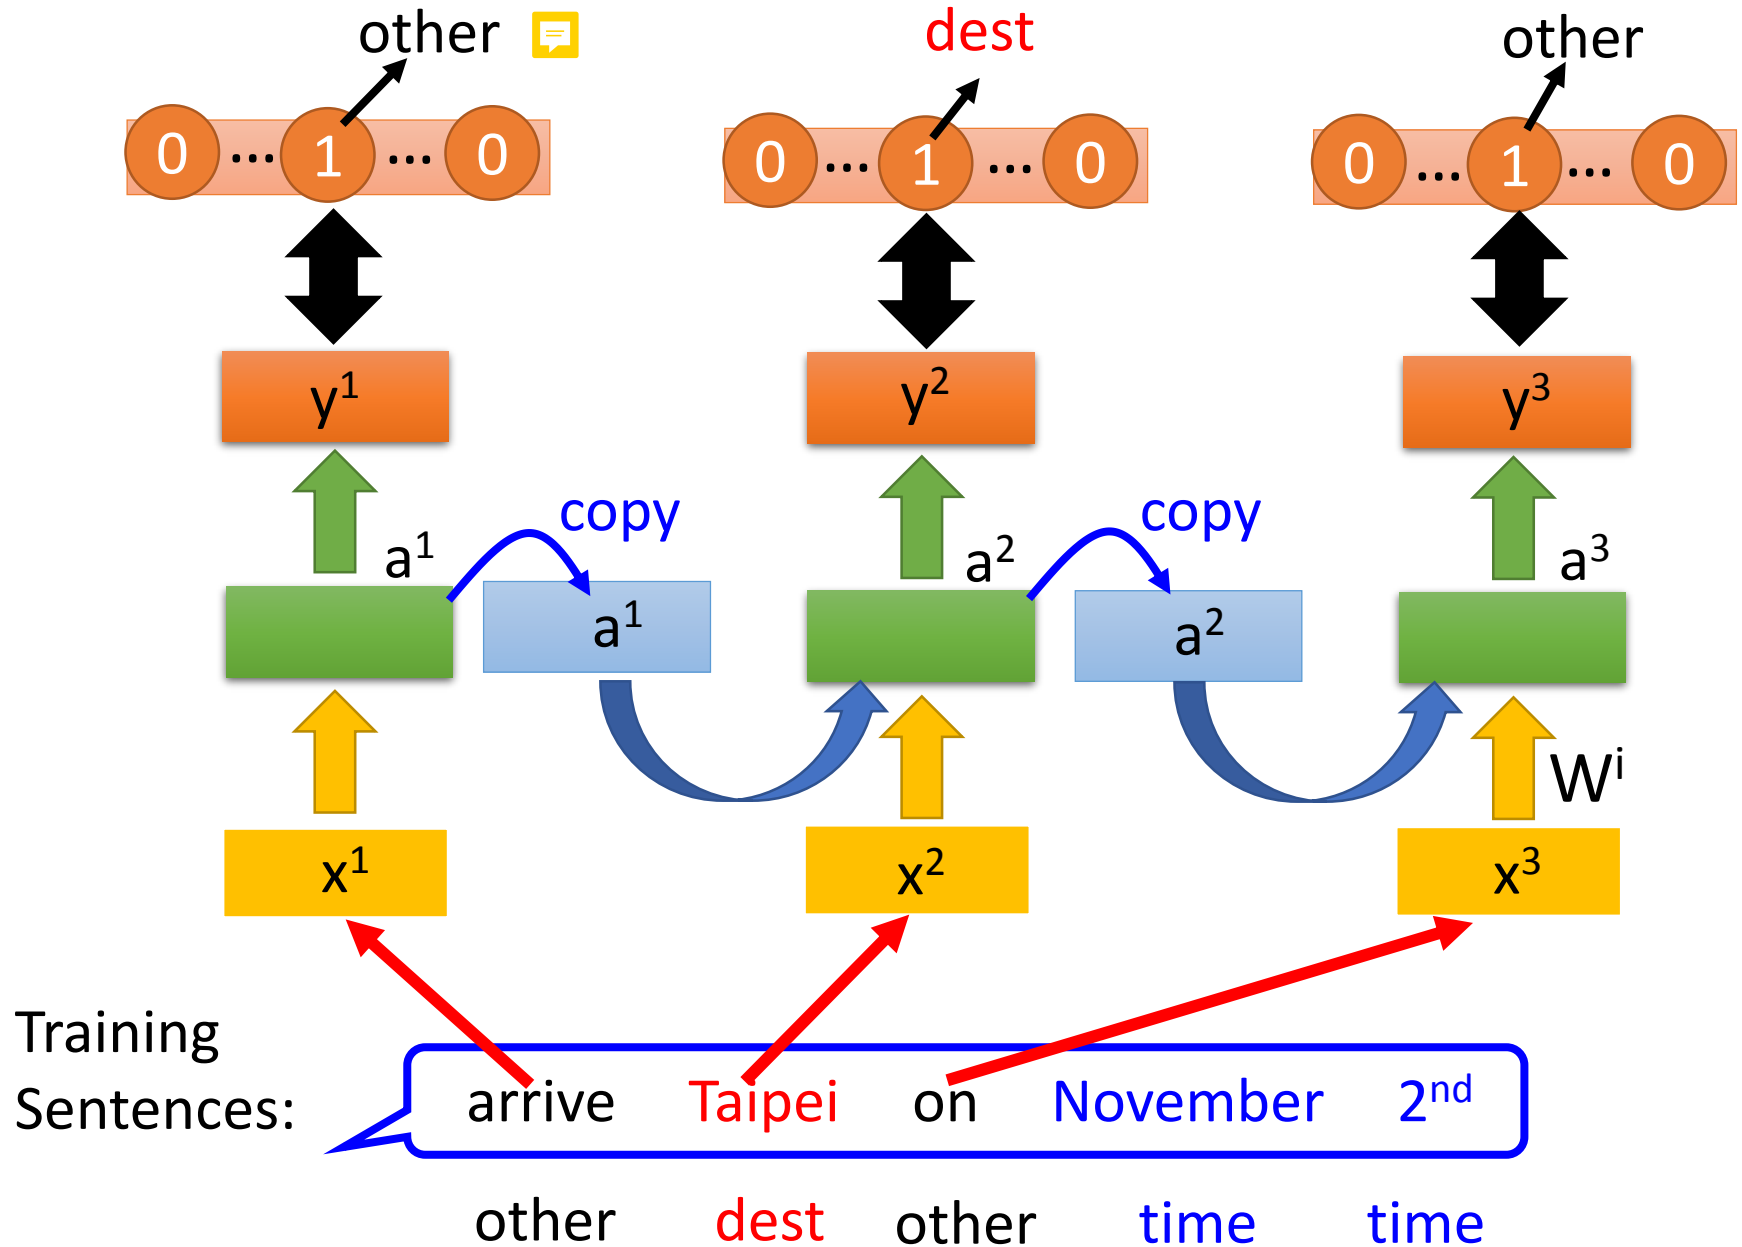 other dest other
0 ... 1 ... 0 0 ... 1 ... 0 0 ... 1 ... 0
y¹ y² y³
copy copy
a¹ a² a³
a¹ a²
Wⁱ
x¹ x² x³
Training
Sentences:
arrive Taipei on November 2ⁿᵈ
other dest other time time